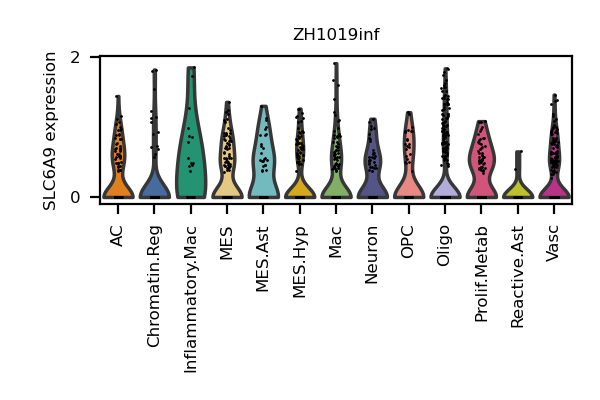 ZH1019inf
SLC6A9 expression
2
0
AC
Chromatin.Reg
Inflammatory.Mac
MES
MES.Ast
MES.Hyp
Mac
Neuron
OPC
Oligo
Prolif.Metab
Reactive.Ast
Vasc